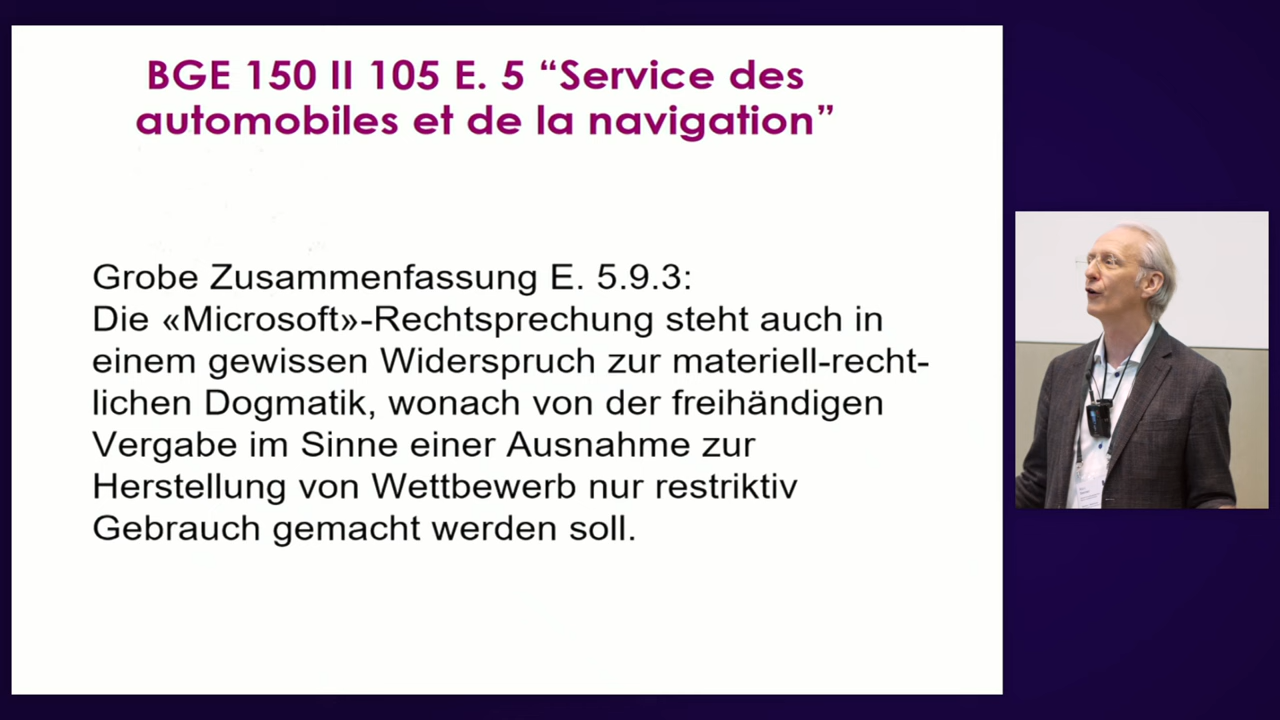 BGE 150 II 105 E. 5 “Service des
automobiles et de la navigation”
Grobe Zusammenfassung E. 5.9.3:
Die «Microsoft»-Rechtsprechung steht auch in
einem gewissen Widerspruch zur materiell-recht-
lichen Dogmatik, wonach von der freihändigen
Vergabe im Sinne einer Ausnahme zur
Herstellung von Wettbewerb nur restriktiv
Gebrauch gemacht werden soll.